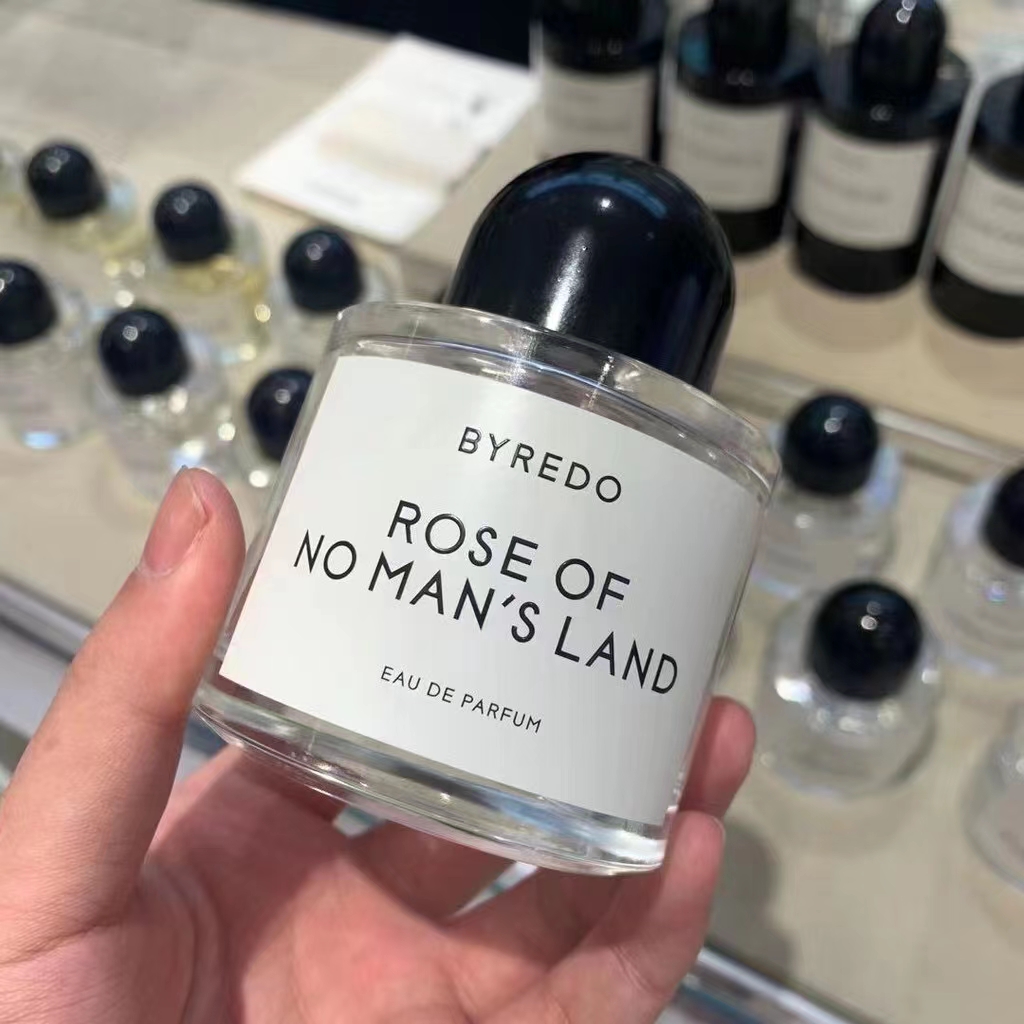 BYREDO
ROSE OF
NO MAN'S LAND
EAU DE PARFUM